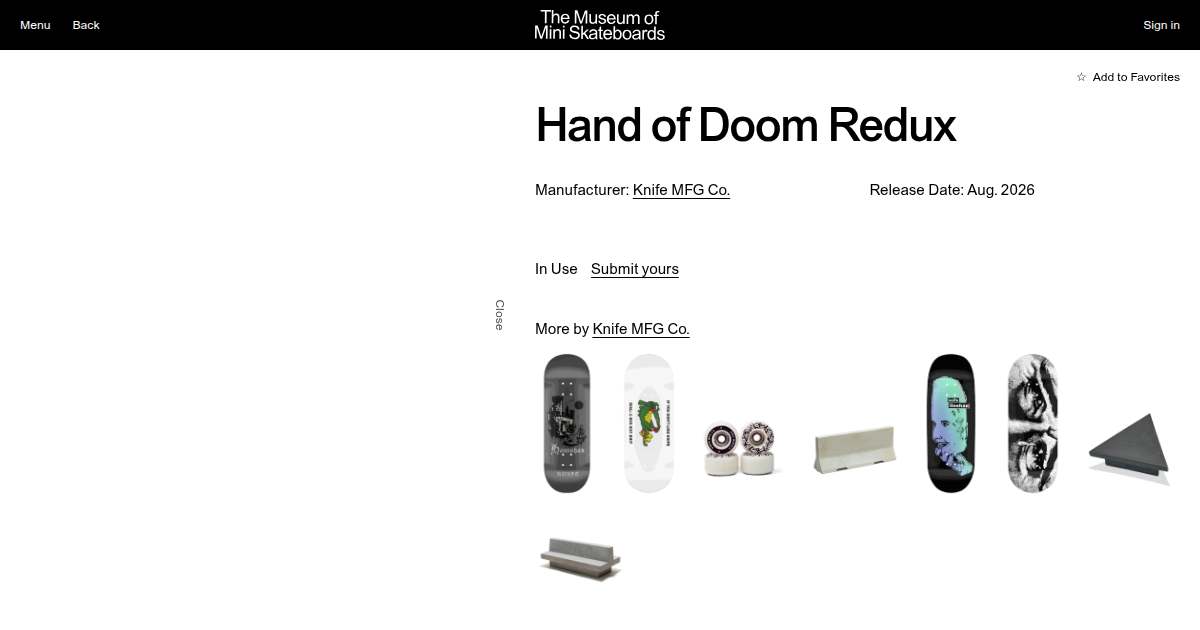 Menu
Back
The Museum of
Mini Skateboards
Sign in
☆ Add to Favorites
Hand of Doom Redux
Manufacturer: Knife MFG Co.
Release Date: Aug. 2026
In Use
Submit yours
Close
More by Knife MFG Co.